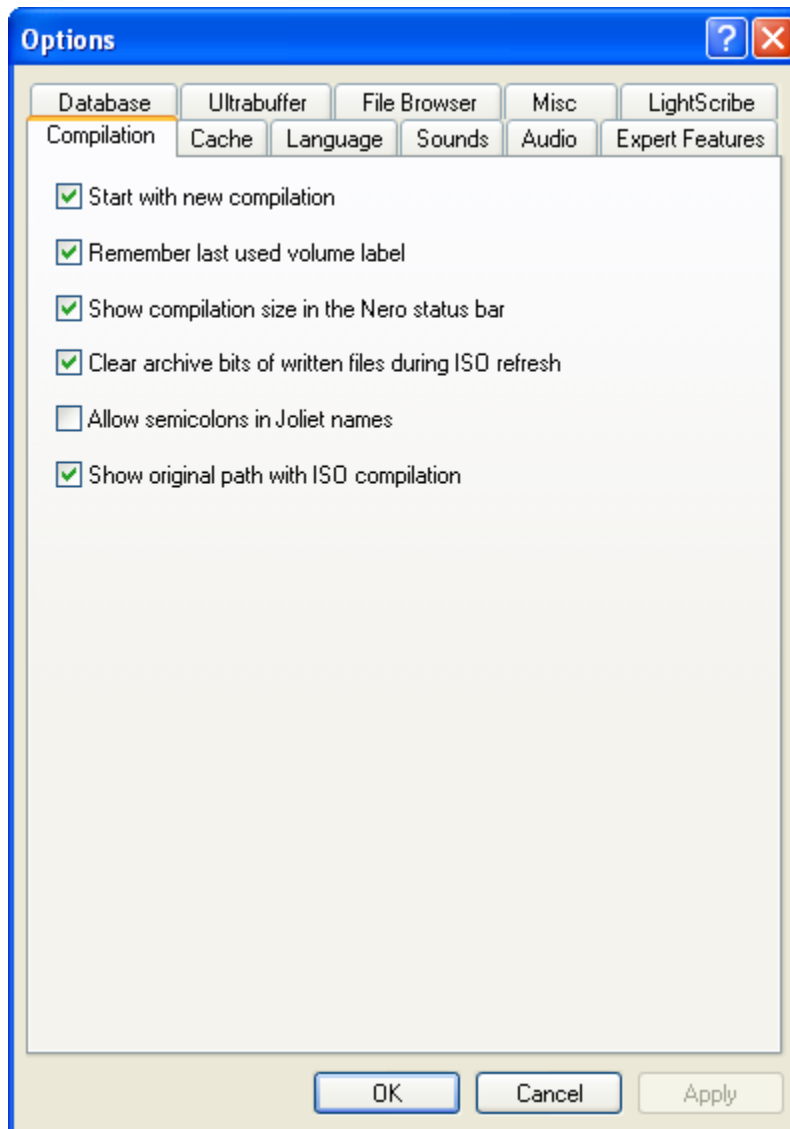 Options
Database Ultrabuffer File Browser Misc LightScribe
Compilation Cache Language Sounds Audio Expert Features
Start with new compilation
Remember last used volume label
Show compilation size in the Nero status bar
Clear archive bits of written files during ISO refresh
Allow semicolons in Joliet names
Show original path with ISO compilation
OK Cancel Apply